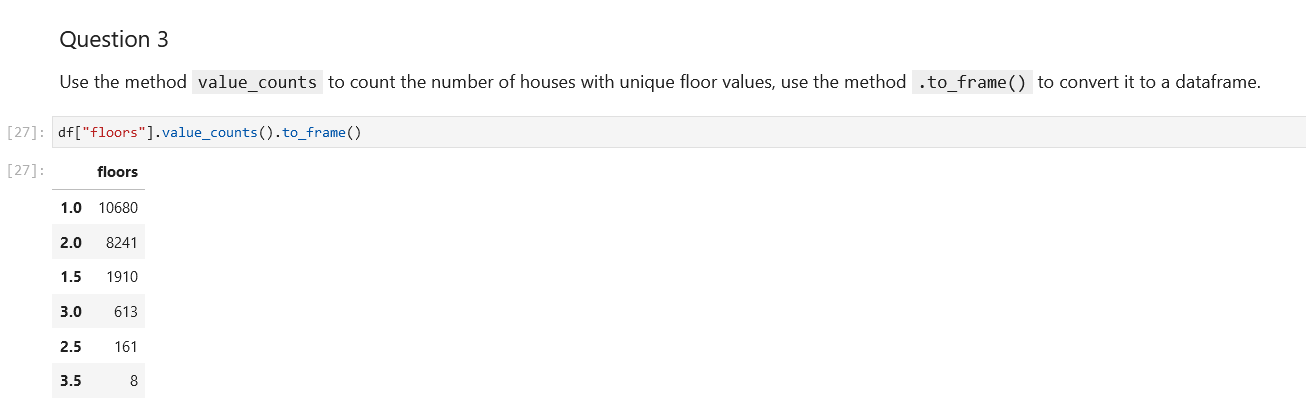 Question 3
Use the method value_counts to count the number of houses with unique floor values, use the method .to_frame() to convert it to a dataframe.
[27]: df["floors"].value_counts().to_frame()
[27]: floors
1.0 10680
2.0 8241
1.5 1910
3.0 613
2.5 161
3.5 8